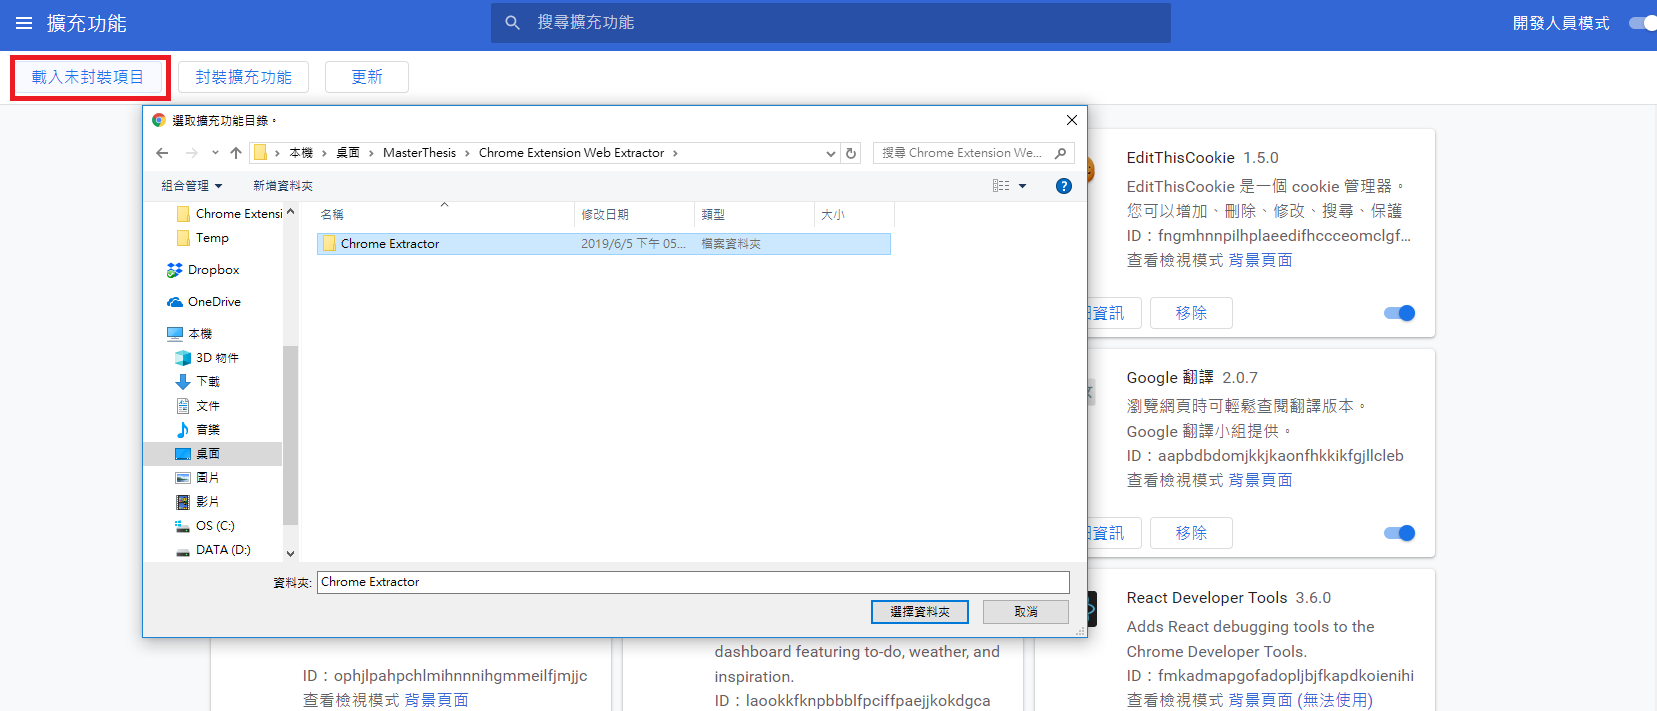 擴充功能
搜尋擴充功能
開發人員模式
載入未封裝項目
封裝擴充功能
更新
選取擴充功能目錄。
本機 > 桌面 > MasterThesis > Chrome Extension Web Extractor >
搜尋 Chrome Extension We...
組合管理
新增資料夾
名稱
修改日期
類型
大小
Chrome Extensi
Temp
Dropbox
OneDrive
本機
3D 物件
下載
文件
音樂
桌面
圖片
影片
OS (C:)
DATA (D:)
Chrome Extractor
2019/6/5 下午 05...
檔案資料夾
資料夾:
Chrome Extractor
選擇資料夾
取消
EditThisCookie 1.5.0
EditThisCookie 是一個 cookie 管理器。
您可以增加、刪除、修改、搜尋、保護
ID：fngmhnnpilhplaeedifhccceomclgf...
查看檢視模式 背景頁面
資訊
移除
Google 翻譯 2.0.7
瀏覽網頁時可輕鬆查閱翻譯版本。
Google 翻譯小組提供。
ID：aapbdbdomjkkjkaonfhkkikfgjllcleb
查看檢視模式 背景頁面
資訊
移除
React Developer Tools 3.6.0
Adds React debugging tools to the
Chrome Developer Tools.
ID：fmkadmapgofadopljbjfkapdkoienihi
查看檢視模式 背景頁面 (無法使用)
ID：ophjlpahpchlmihnnnihgmmeilfjmjjc
查看檢視模式 背景頁面
dashboard featuring to-do, weather, and
inspiration.
ID：laookkfknpbbblfpciffpaejjkokdgca